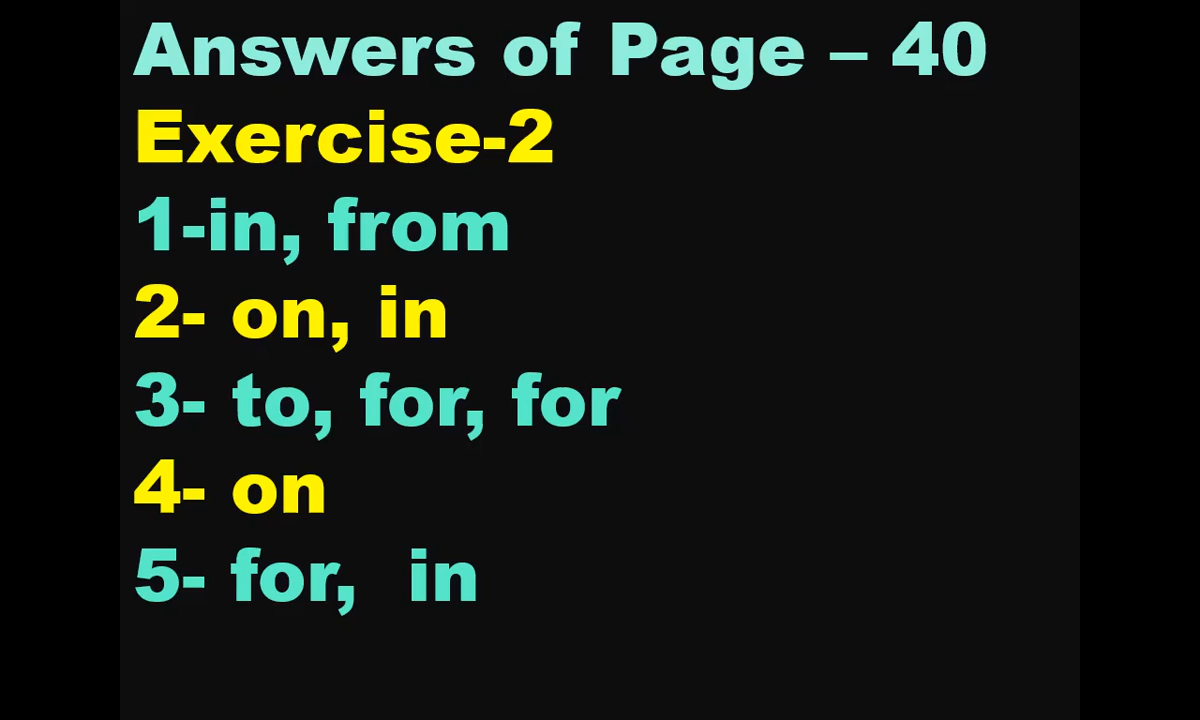 Answers of Page – 40
Exercise-2
1-in, from
2- on, in
3- to, for, for
4- on
5- for,  in